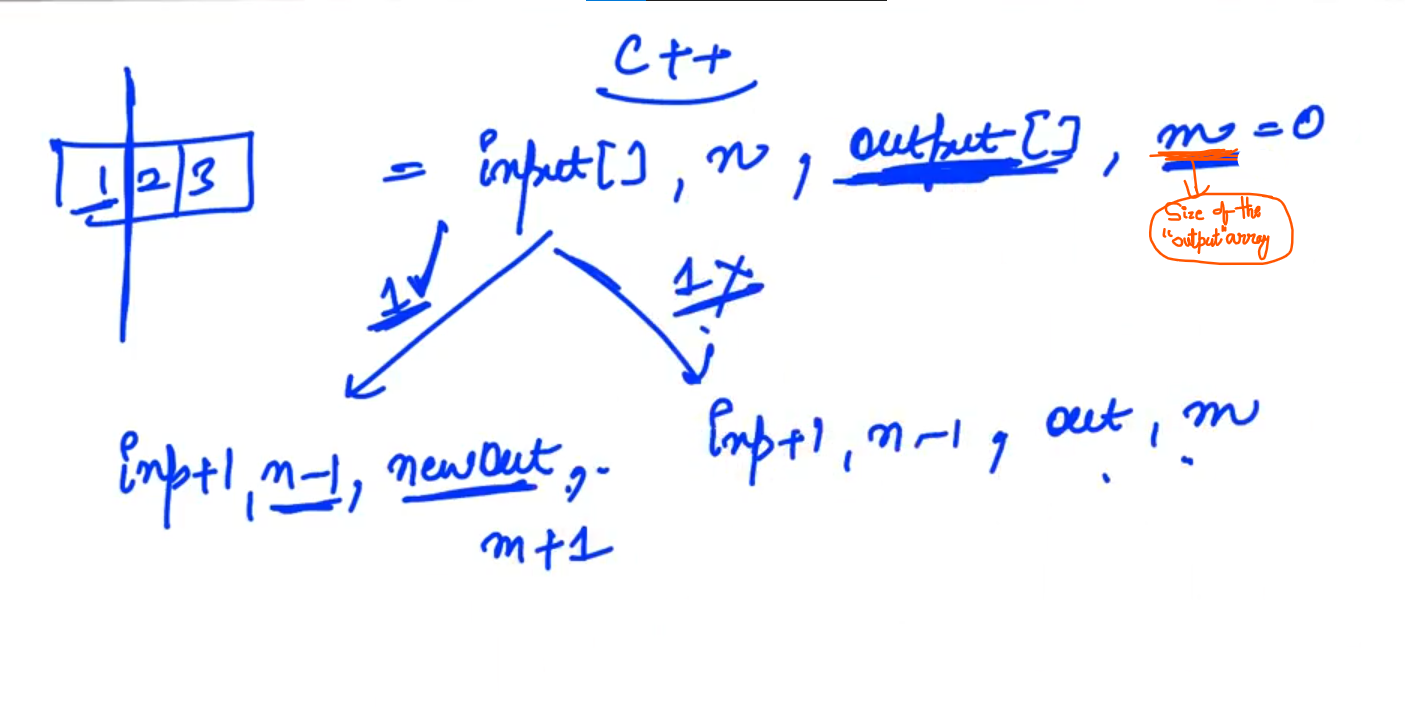 C++
1 2 3 = input[], n, output[], m = 0
Size of the
"output" array
1 ✓ 1 ✗
inp+1, n-1, newOut,
m+1
inp+1, n-1, out, m